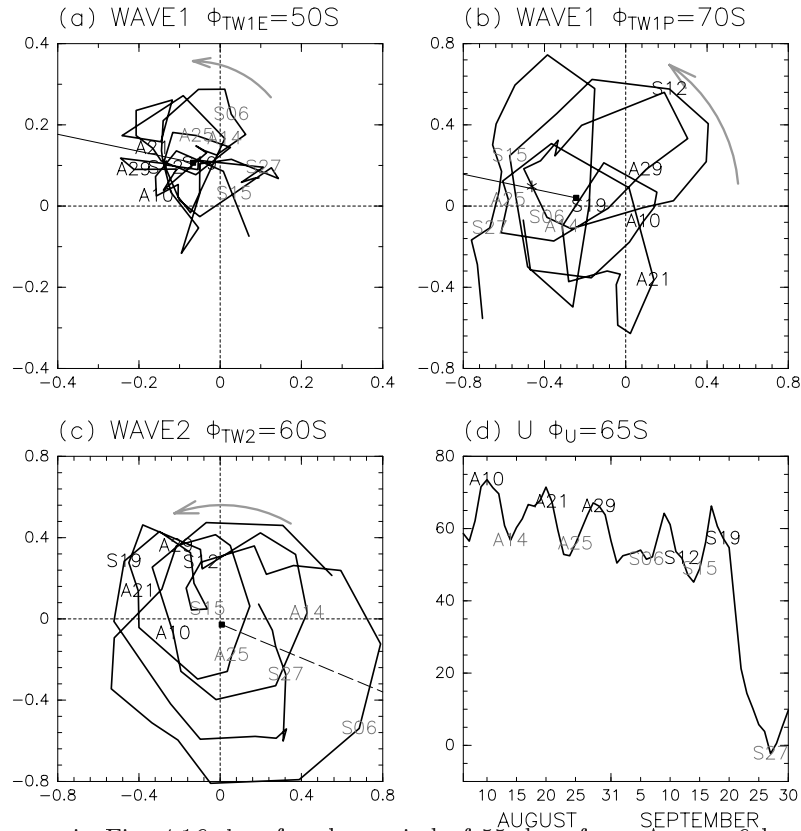 (a) WAVE1 ΦTW1E=50S
(b) WAVE1 ΦTW1P=70S
0.4
0.2
0
−0.2
−0.4
−0.4 −0.2 0 0.2 0.4
S06
A25
A14
A21
A29
S27
A10
S15
0.8
0.4
0
−0.4
−0.8
−0.8 −0.4 0 0.4 0.8
S12
S15
A29
A25
S19
S06
A14
A10
S27
A21
(c) WAVE2 ΦTW2=60S
(d) U ΦU=65S
0.8
0.4
0
−0.4
−0.8
−0.8 −0.4 0 0.4 0.8
A29
S19
S12
A21
S15
A14
A10
A25
S27
S06
80
60
40
20
0
A10
A21
A29
A14
A25
S06
S12
S19
S15
S27
10 15 20 25 31 5 10 15 20 25 30
AUGUST SEPTEMBER